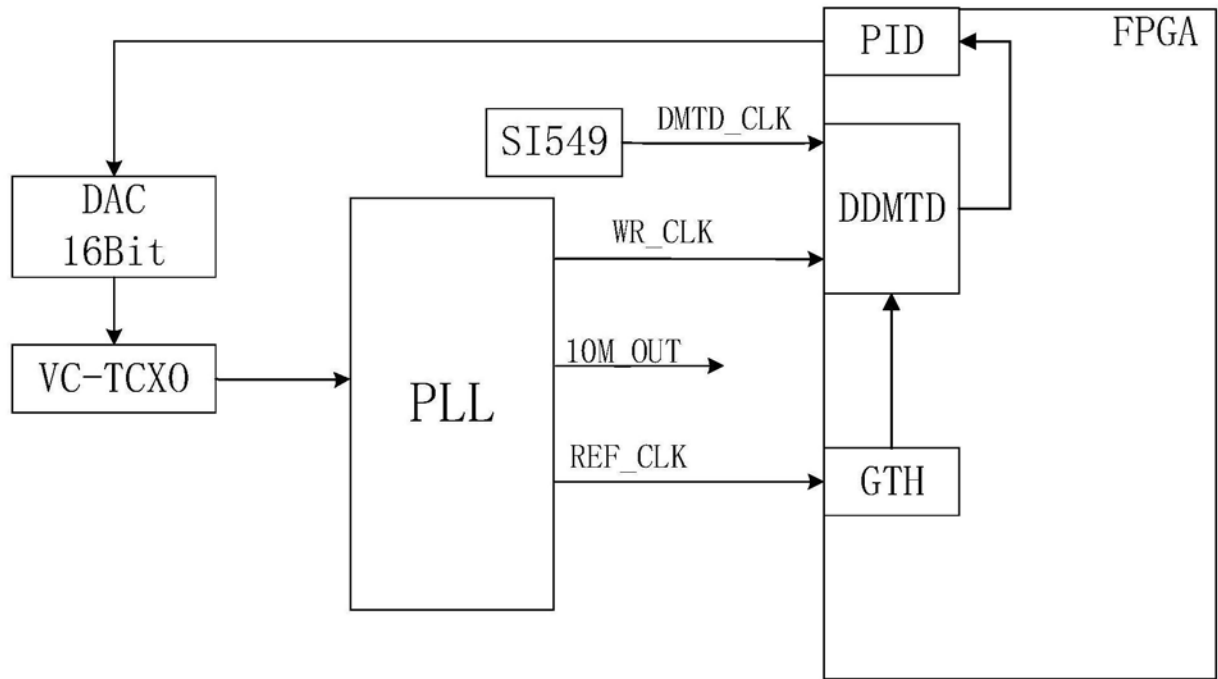 PID
FPGA
DMTD_CLK
SI549
DAC
16Bit
DDMTD
WR_CLK
10M_OUT
VC-TCXO
PLL
REF_CLK
GTH